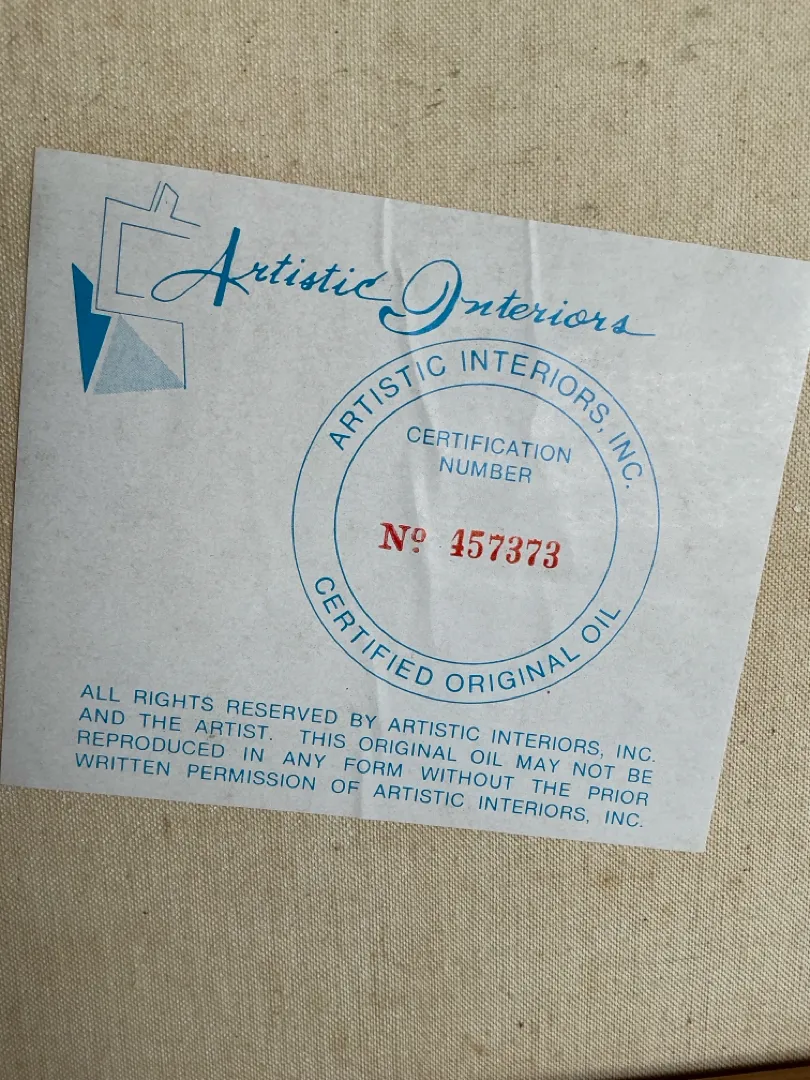 Artistic Interiors
ARTISTIC INTERIORS, INC.
CERTIFICATION
NUMBER
Nº 457373
CERTIFIED ORIGINAL OIL
ALL RIGHTS RESERVED BY ARTISTIC INTERIORS, INC.
AND THE ARTIST. THIS ORIGINAL OIL MAY NOT BE
REPRODUCED IN ANY FORM WITHOUT THE PRIOR
WRITTEN PERMISSION OF ARTISTIC INTERIORS, INC.